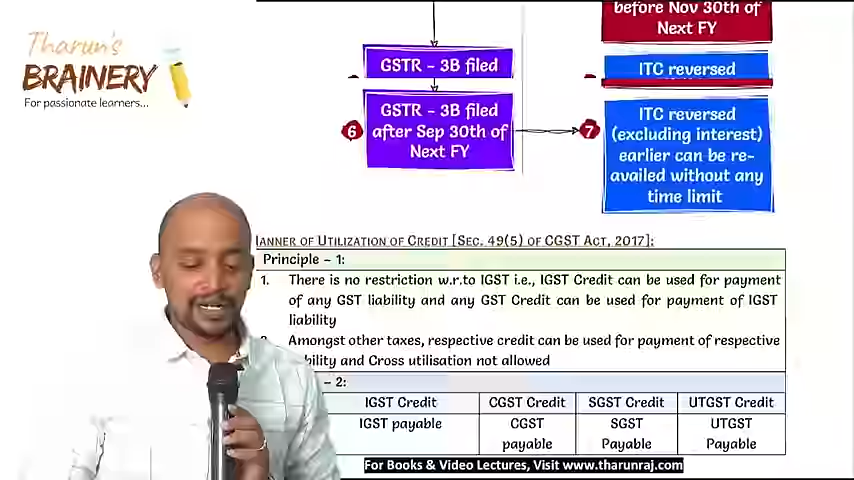 Tharun's
BRAINERY
For passionate learners...
before Nov 30th of
Next FY
GSTR – 3B filed
ITC reversed
6
GSTR – 3B filed
after Sep 30th of
Next FY
7
ITC reversed
(excluding interest)
earlier can be re-
availed without any
time limit
ANNER OF UTILIZATION OF CREDIT [SEC. 49(5) OF CGST ACT, 2017]:
Principle – 1:
1. There is no restriction w.r.to IGST i.e., IGST Credit can be used for payment
of any GST liability and any GST Credit can be used for payment of IGST
liability
Amongst other taxes, respective credit can be used for payment of respective
bility and Cross utilisation not allowed
– 2:
IGST Credit CGST Credit SGST Credit UTGST Credit
IGST payable CGST payable SGST Payable UTGST Payable
For Books & Video Lectures, Visit www.tharunraj.com